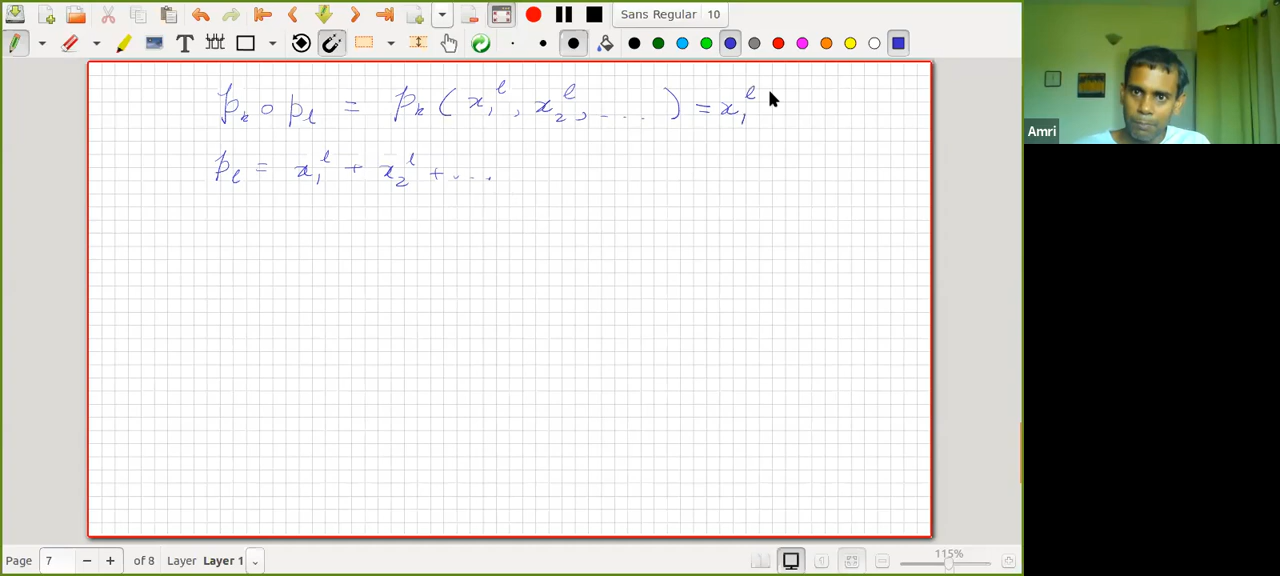 Sans Regular 10
p_k ∘ p_l = p_k ( x_1^l , x_2^l , ... ) = x_1^l
p_l = x_1^l + x_2^l + ...
Amri
Page 7 of 8 Layer Layer 1 115%